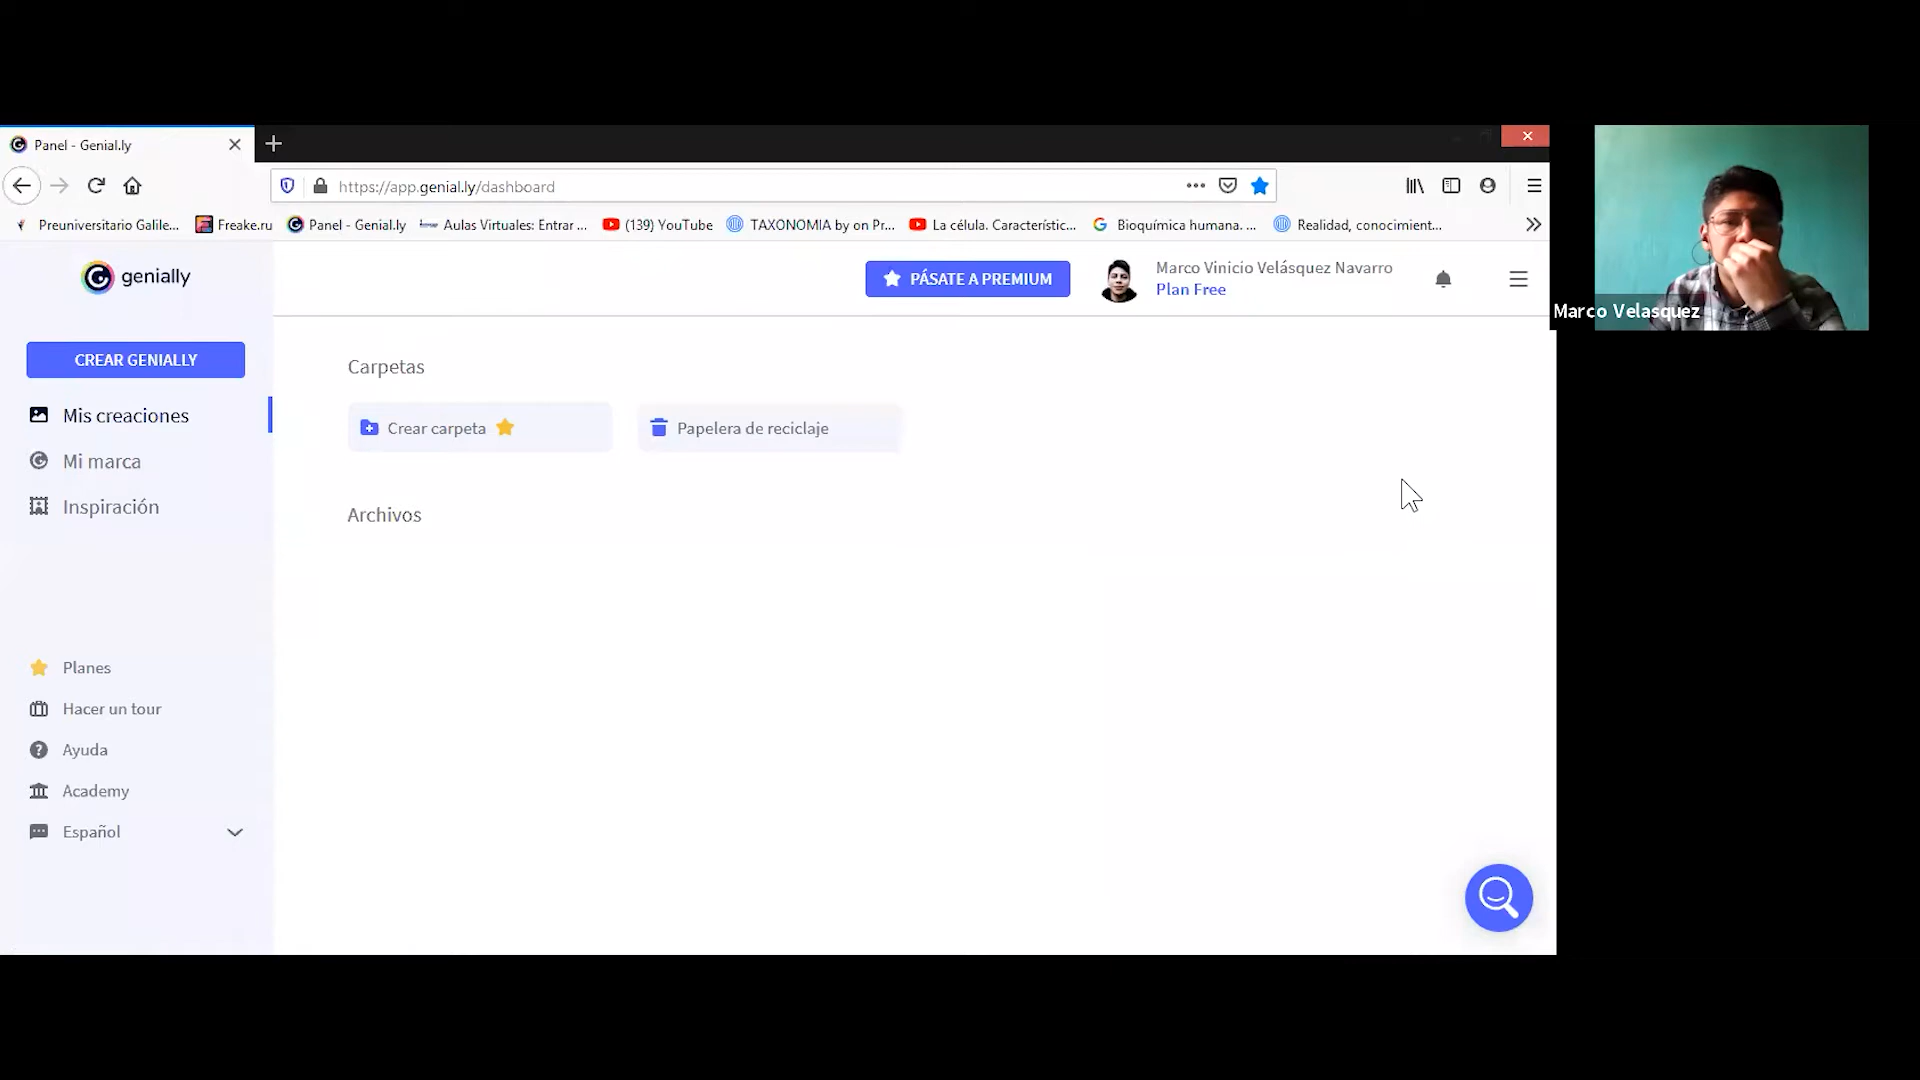 Panel - Genial.ly
https://app.genial.ly/dashboard
Preuniversitario Galile... Freake.ru Panel - Genial.ly Aulas Virtuales: Entrar ... (139) YouTube TAXONOMIA by on Pr... La célula. Característic... Bioquímica humana. ... Realidad, conocimient...
genially
PÁSATE A PREMIUM
Marco Vinicio Velásquez Navarro
Plan Free
Marco Velasquez
CREAR GENIALLY
Mis creaciones
Mi marca
Inspiración
Carpetas
Crear carpeta
Papelera de reciclaje
Archivos
Planes
Hacer un tour
Ayuda
Academy
Español